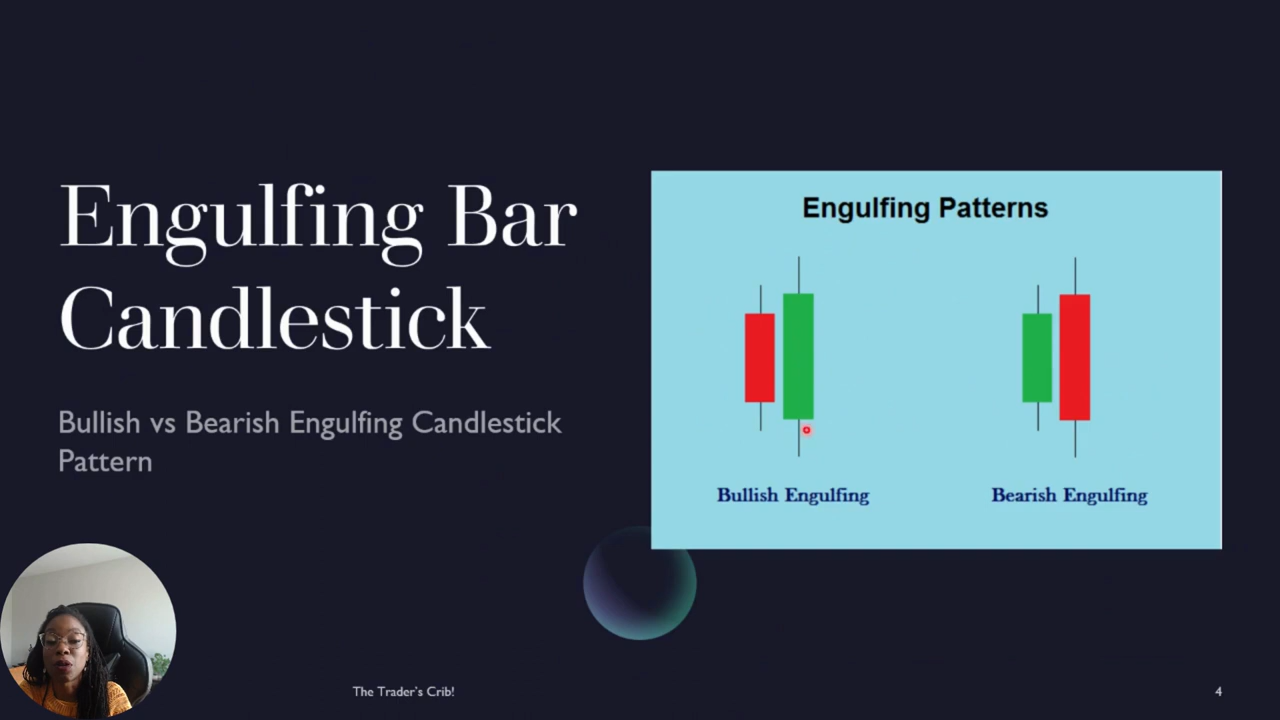 Engulfing Bar
Candlestick
Bullish vs Bearish Engulfing Candlestick
Pattern
Engulfing Patterns
Bullish Engulfing
Bearish Engulfing
The Trader's Crib!
4